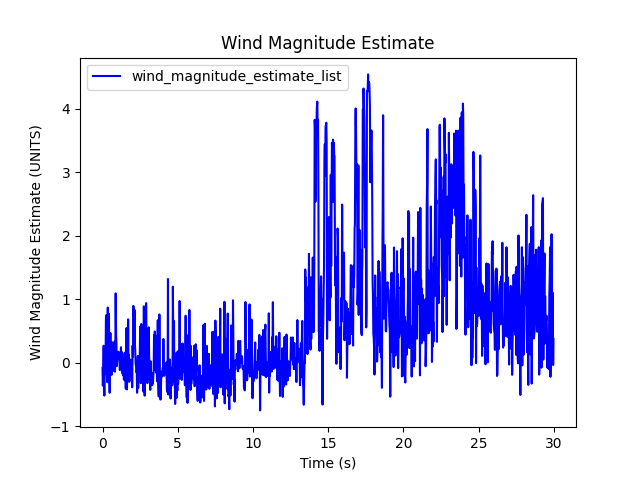 Wind Magnitude Estimate
wind_magnitude_estimate_list
Wind Magnitude Estimate (UNITS)
4
3
2
1
0
−1
0 5 10 15 20 25 30
Time (s)